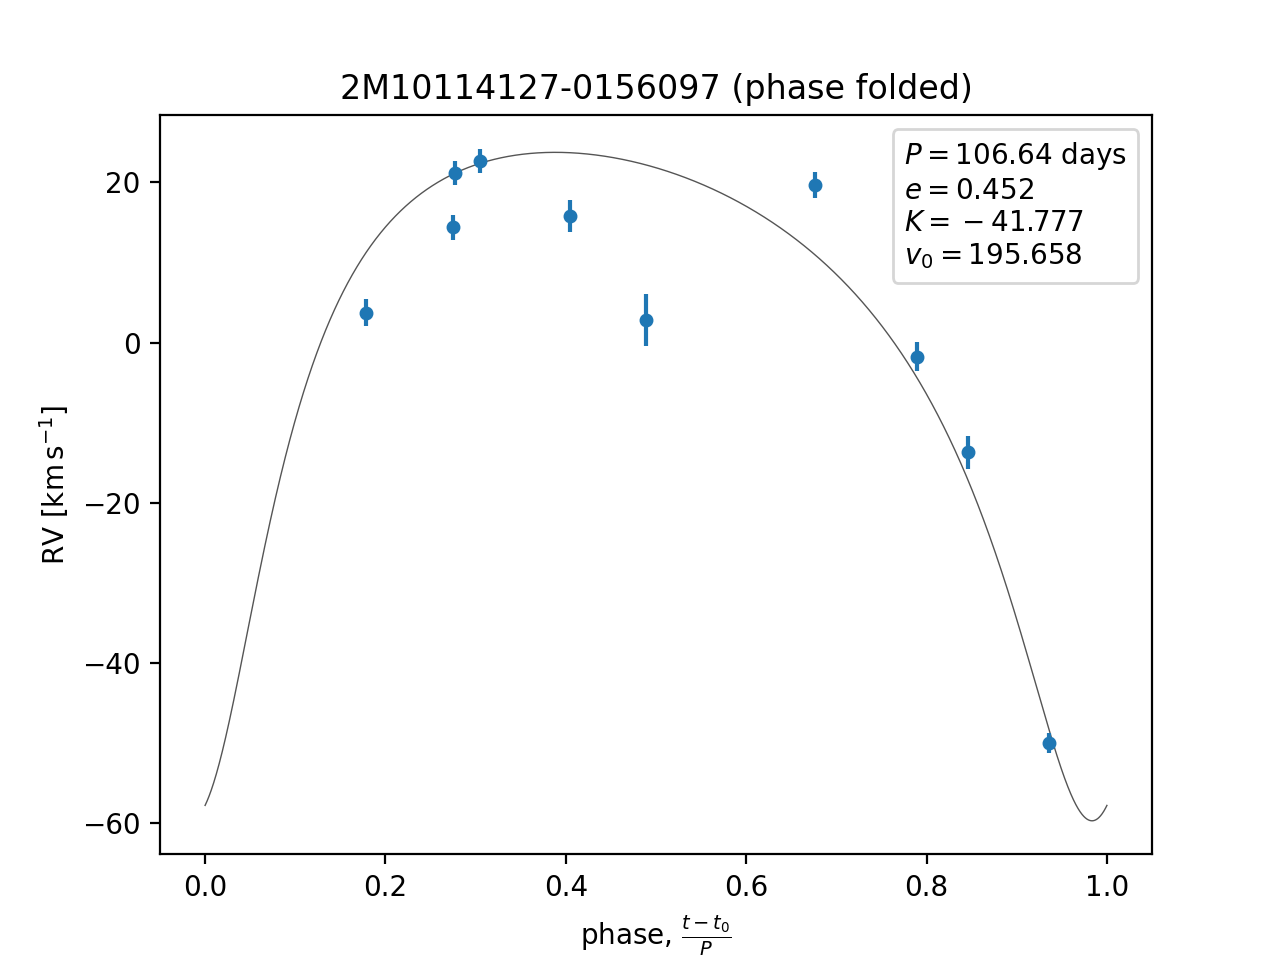 2M10114127-0156097 (phase folded)
P = 106.64 days
e = 0.452
K = −41.777
v₀ = 195.658
20
0
−20
−40
−60
RV [km s⁻¹]
0.0 0.2 0.4 0.6 0.8 1.0
phase, (t − t₀)/P